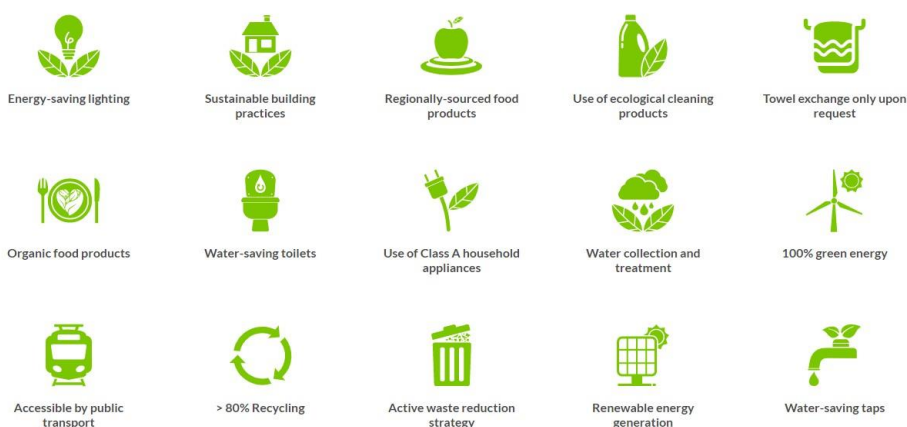 Energy-saving lighting
Sustainable building
practices
Regionally-sourced food
products
Use of ecological cleaning
products
Towel exchange only upon
request
Organic food products
Water-saving toilets
Use of Class A household
appliances
Water collection and
treatment
100% green energy
Accessible by public
transport
> 80% Recycling
Active waste reduction
strategy
Renewable energy
generation
Water-saving taps